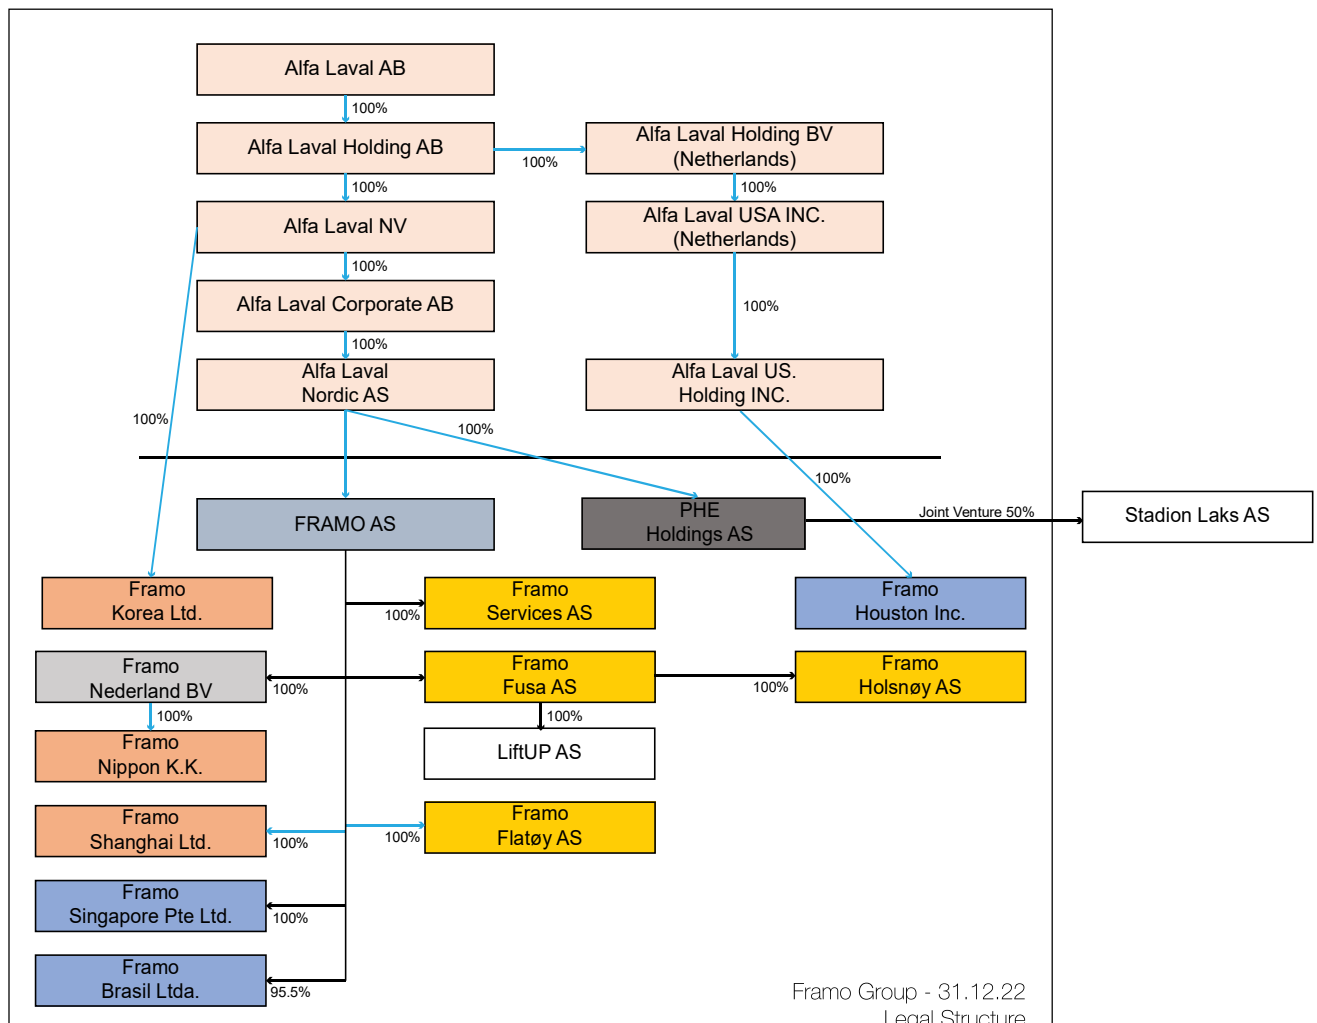 Alfa Laval AB
100%
Alfa Laval Holding AB
100%
Alfa Laval Holding BV
(Netherlands)
100%
100%
Alfa Laval NV
Alfa Laval USA INC.
(Netherlands)
100%
Alfa Laval Corporate AB
100%
100%
Alfa Laval
Nordic AS
Alfa Laval US.
Holding INC.
100%
100%
100%
FRAMO AS
PHE
Holdings AS
Joint Venture 50%
Stadion Laks AS
Framo
Korea Ltd.
100%
Framo
Services AS
Framo
Houston Inc.
Framo
Nederland BV
100%
Framo
Fusa AS
100%
Framo
Holsnøy AS
100%
100%
Framo
Nippon K.K.
LiftUP AS
Framo
Shanghai Ltd.
100%
100%
Framo
Flatøy AS
Framo
Singapore Pte Ltd.
100%
Framo
Brasil Ltda.
95.5%
Framo Group - 31.12.22
Legal Structure